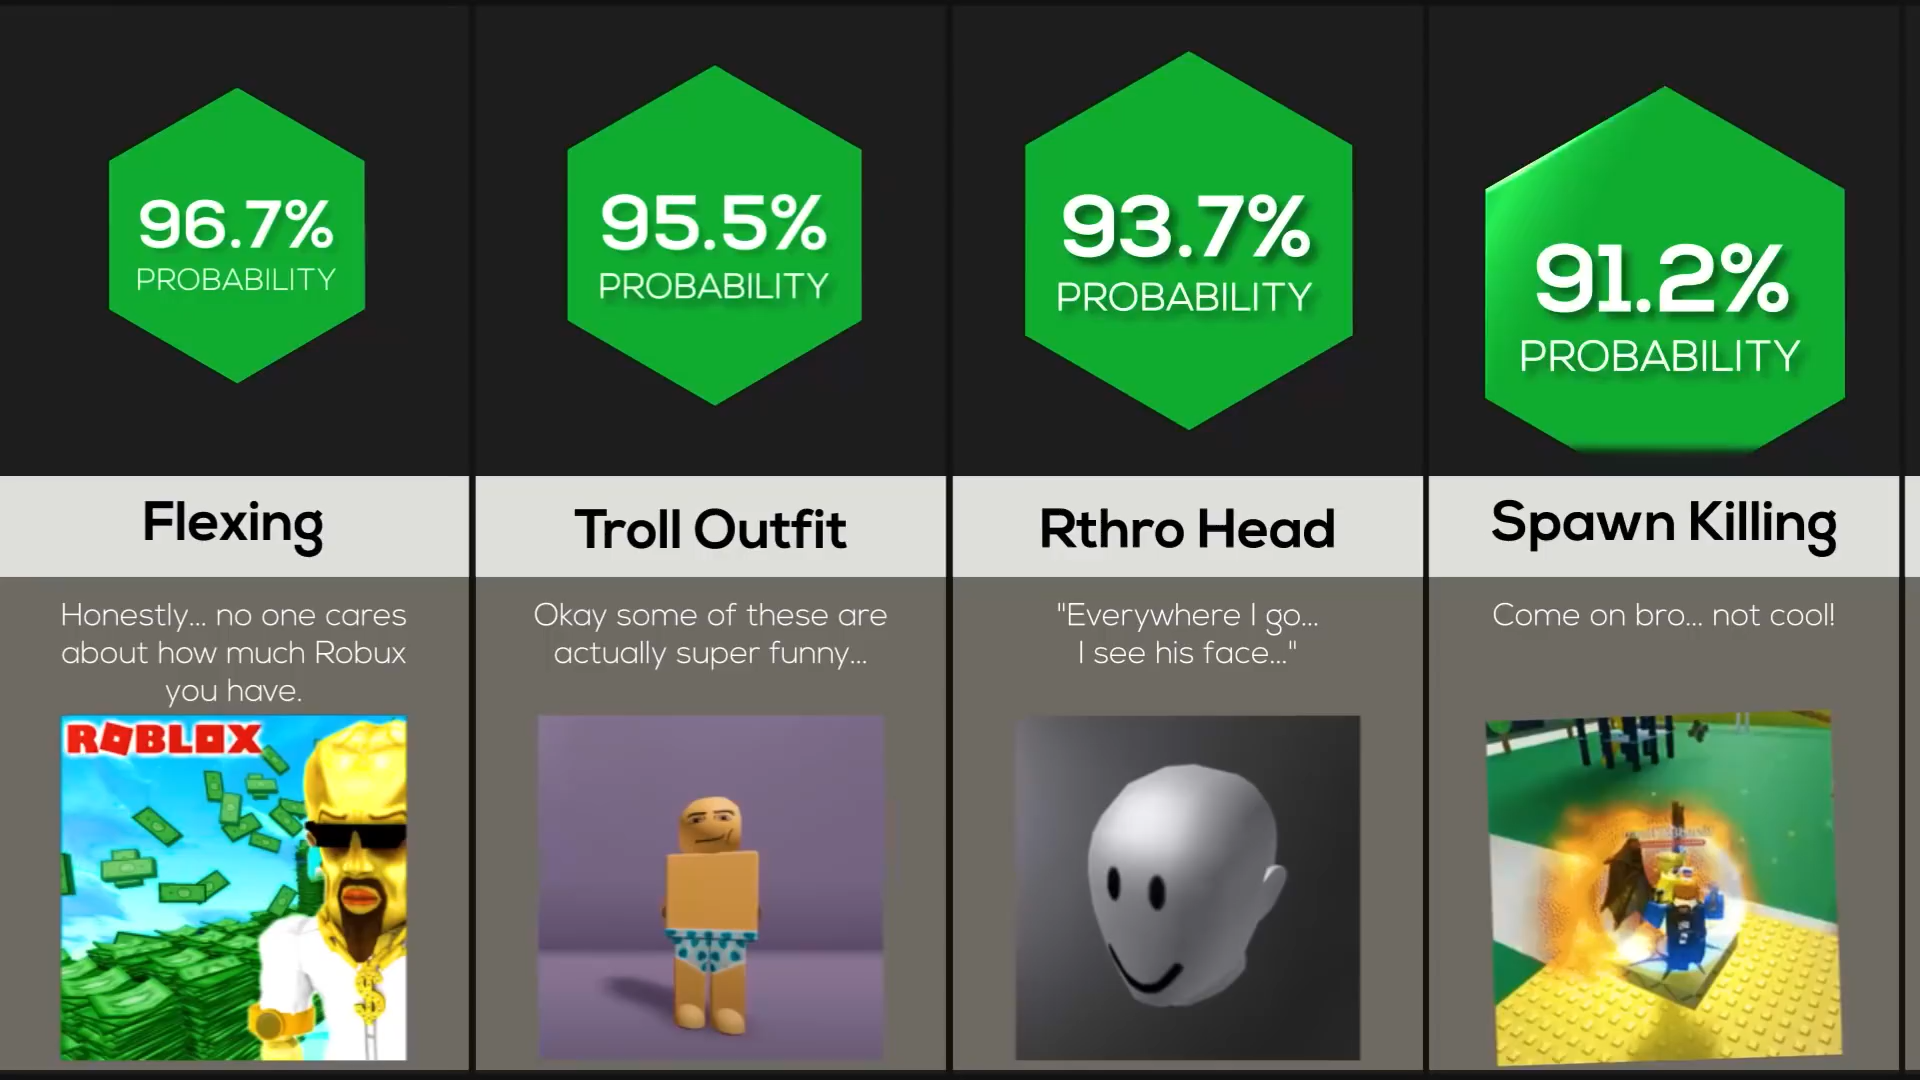 96.7%
PROBABILITY
Flexing
Honestly... no one cares
about how much Robux
you have.
ROBLOX
95.5%
PROBABILITY
Troll Outfit
Okay some of these are
actually super funny...
93.7%
PROBABILITY
Rthro Head
"Everywhere I go...
I see his face..."
91.2%
PROBABILITY
Spawn Killing
Come on bro... not cool!